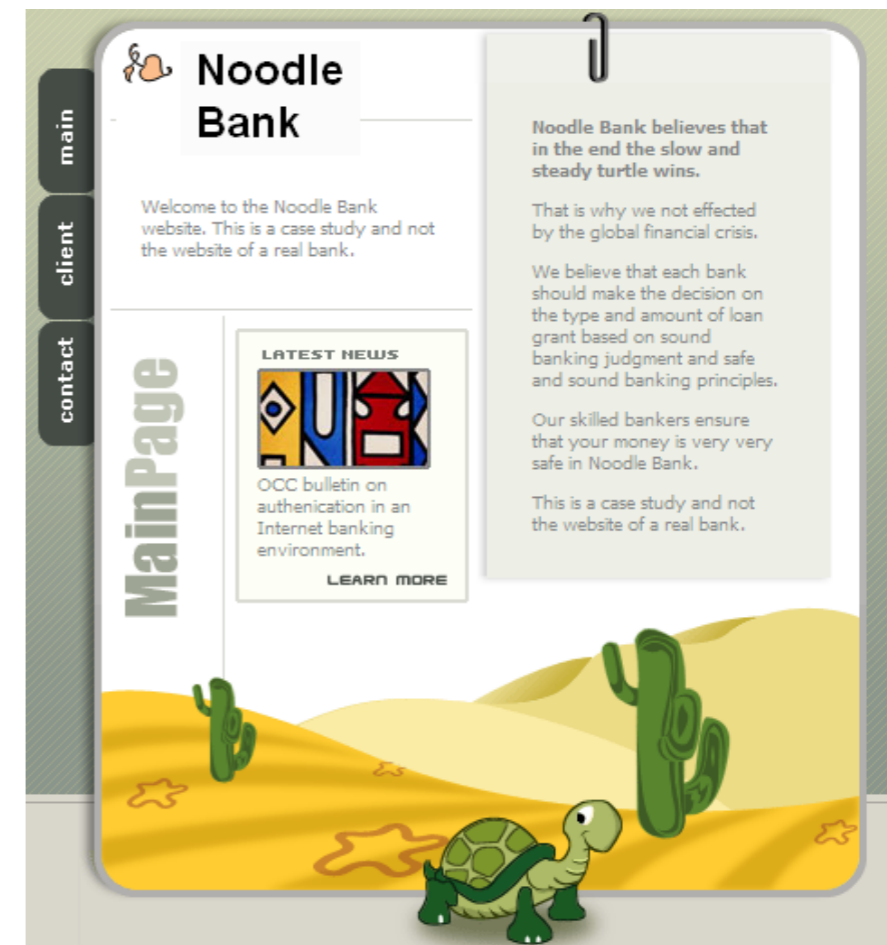 Noodle
Bank
main
client
contact
Welcome to the Noodle Bank
website. This is a case study and not
the website of a real bank.
MainPage
LATEST NEWS
OCC bulletin on
authenication in an
Internet banking
environment.
LEARN MORE
Noodle Bank believes that
in the end the slow and
steady turtle wins.
That is why we not effected
by the global financial crisis.
We believe that each bank
should make the decision on
the type and amount of loan
grant based on sound
banking judgment and safe
and sound banking principles.
Our skilled bankers ensure
that your money is very very
safe in Noodle Bank.
This is a case study and not
the website of a real bank.